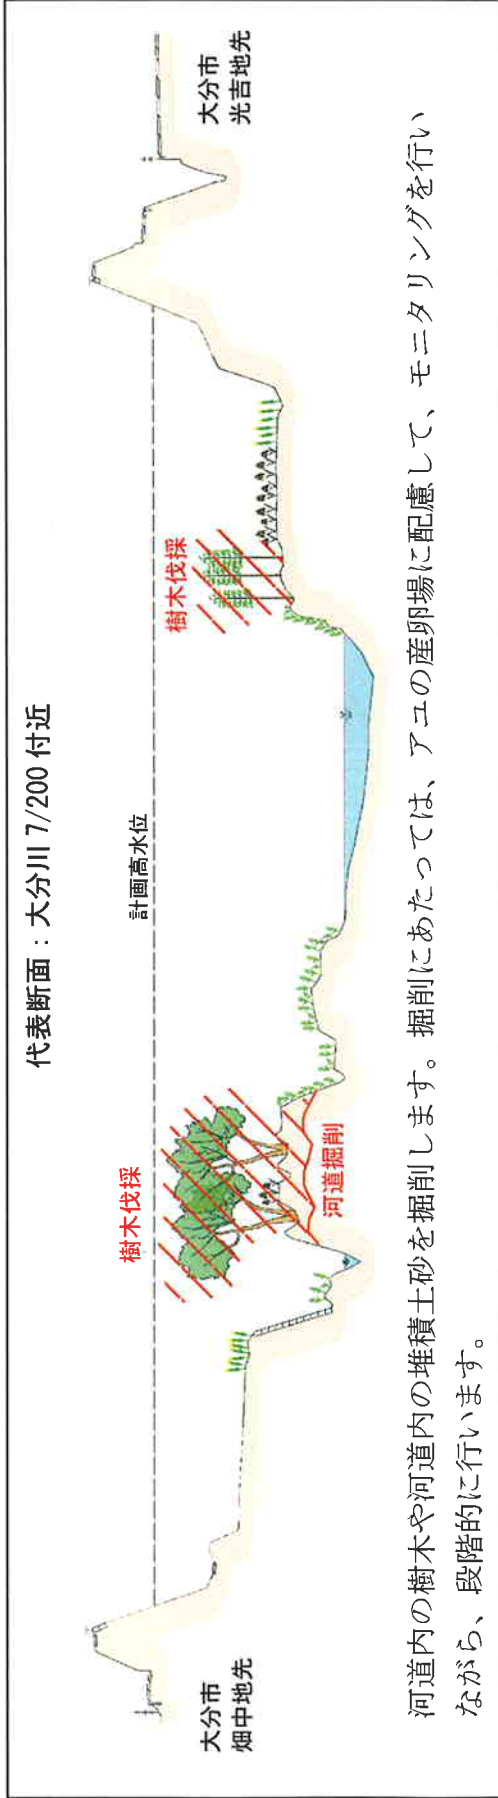 代表断面：大分川 7/200 付近
計画高水位
樹木伐採
樹木伐採
河道掘削
大分市
畑中地先
大分市
光吉地先
河道内の樹木や河道内の堆積土砂を掘削します。掘削にあたっては、アユの産卵場に配慮して、モニタリングを行い
ながら、段階的に行います。